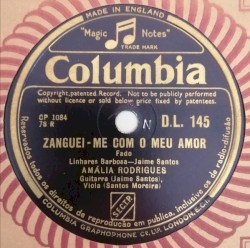 MADE IN ENGLAND
"Magic Notes"
TRADE MARK
Columbia
Copyrighted, patented Record. Not to be publicly performed
without licence or sold below price fixed by patentees.
CP 1084
78 R
N
D.L. 145
ZANGUEI-ME COM O MEU AMOR
Fado
Linhares Barbosa—Jaime Santos
AMÁLIA RODRIGUES
Guitarra (Jaime Santos),
Viola (Santos Moreira)
COLUMBIA GRAPHOPHONE Co. Ltd. LONDON, E.C.1.